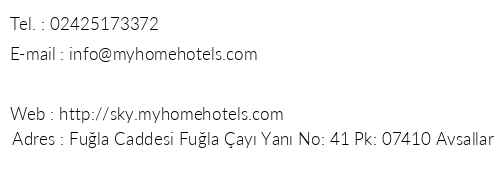 Tel. : 02425173372
E-mail : info@myhomehotels.com
Web : http://sky.myhomehotels.com
Adres : Fuğla Caddesi Fuğla Çayı Yanı No: 41 Pk: 07410 Avsallar